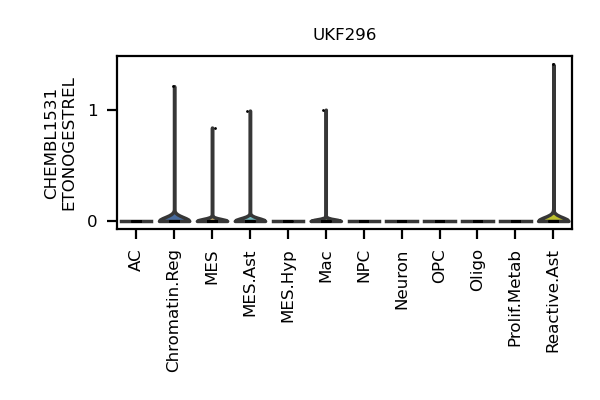 UKF296
CHEMBL1531
ETONOGESTREL
1
0
AC
Chromatin.Reg
MES
MES.Ast
MES.Hyp
Mac
NPC
Neuron
OPC
Oligo
Prolif.Metab
Reactive.Ast